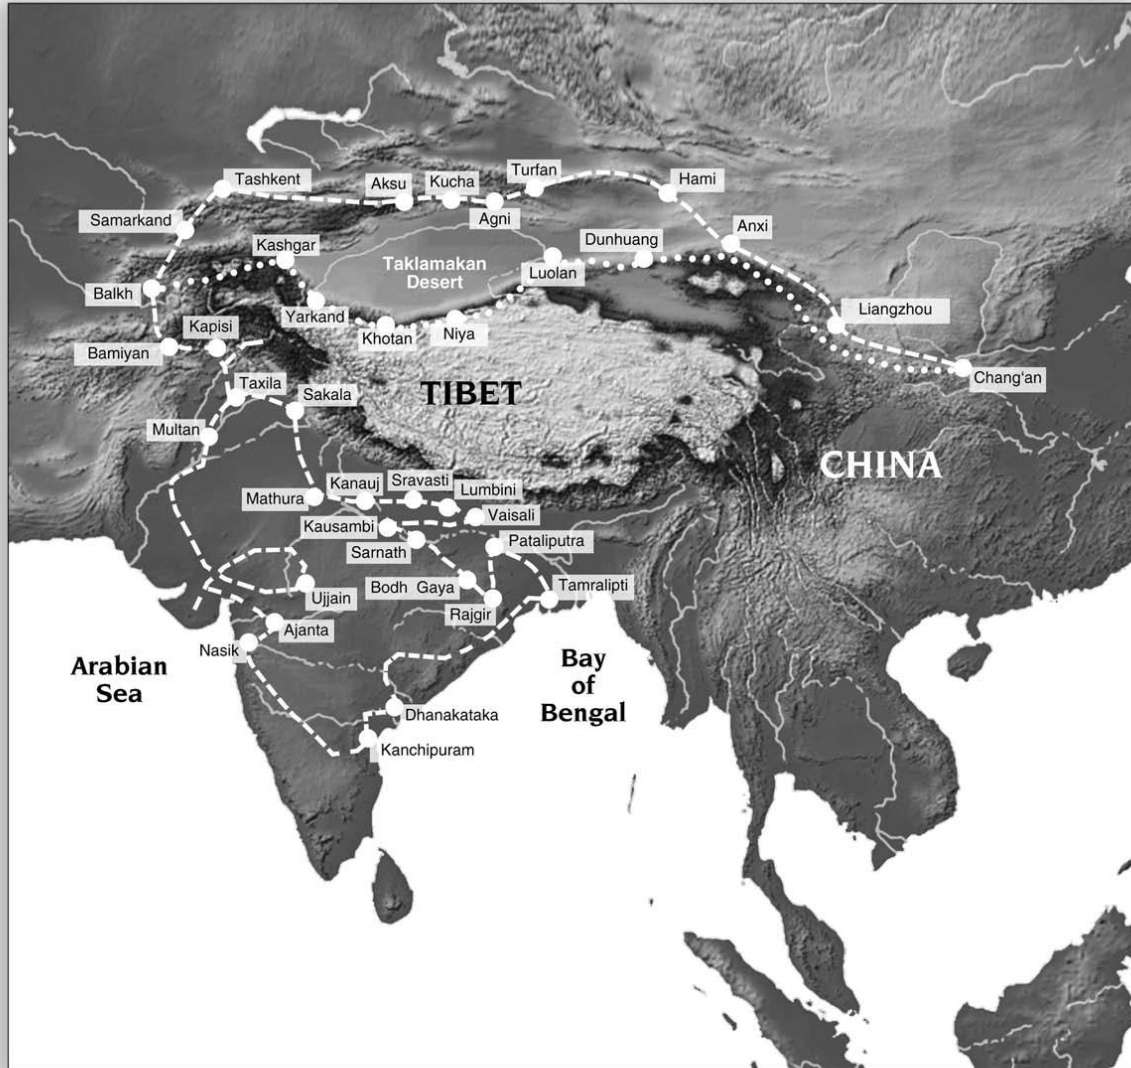 Turfan
Tashkent
Aksu
Kucha
Hami
Agni
Samarkand
Anxi
Dunhuang
Kashgar
Taklamakan
Desert
Luolan
Balkh
Liangzhou
Yarkand
Kapisi
Khotan
Niya
Bamiyan
Chang‘an
Taxila
TIBET
Sakala
Multan
CHINA
Kanauj
Sravasti
Lumbini
Mathura
Vaisali
Kausambi
Pataliputra
Sarnath
Bodh Gaya
Tamralipti
Ujjain
Rajgir
Ajanta
Nasik
Arabian
Sea
Bay
of
Bengal
Dhanakataka
Kanchipuram